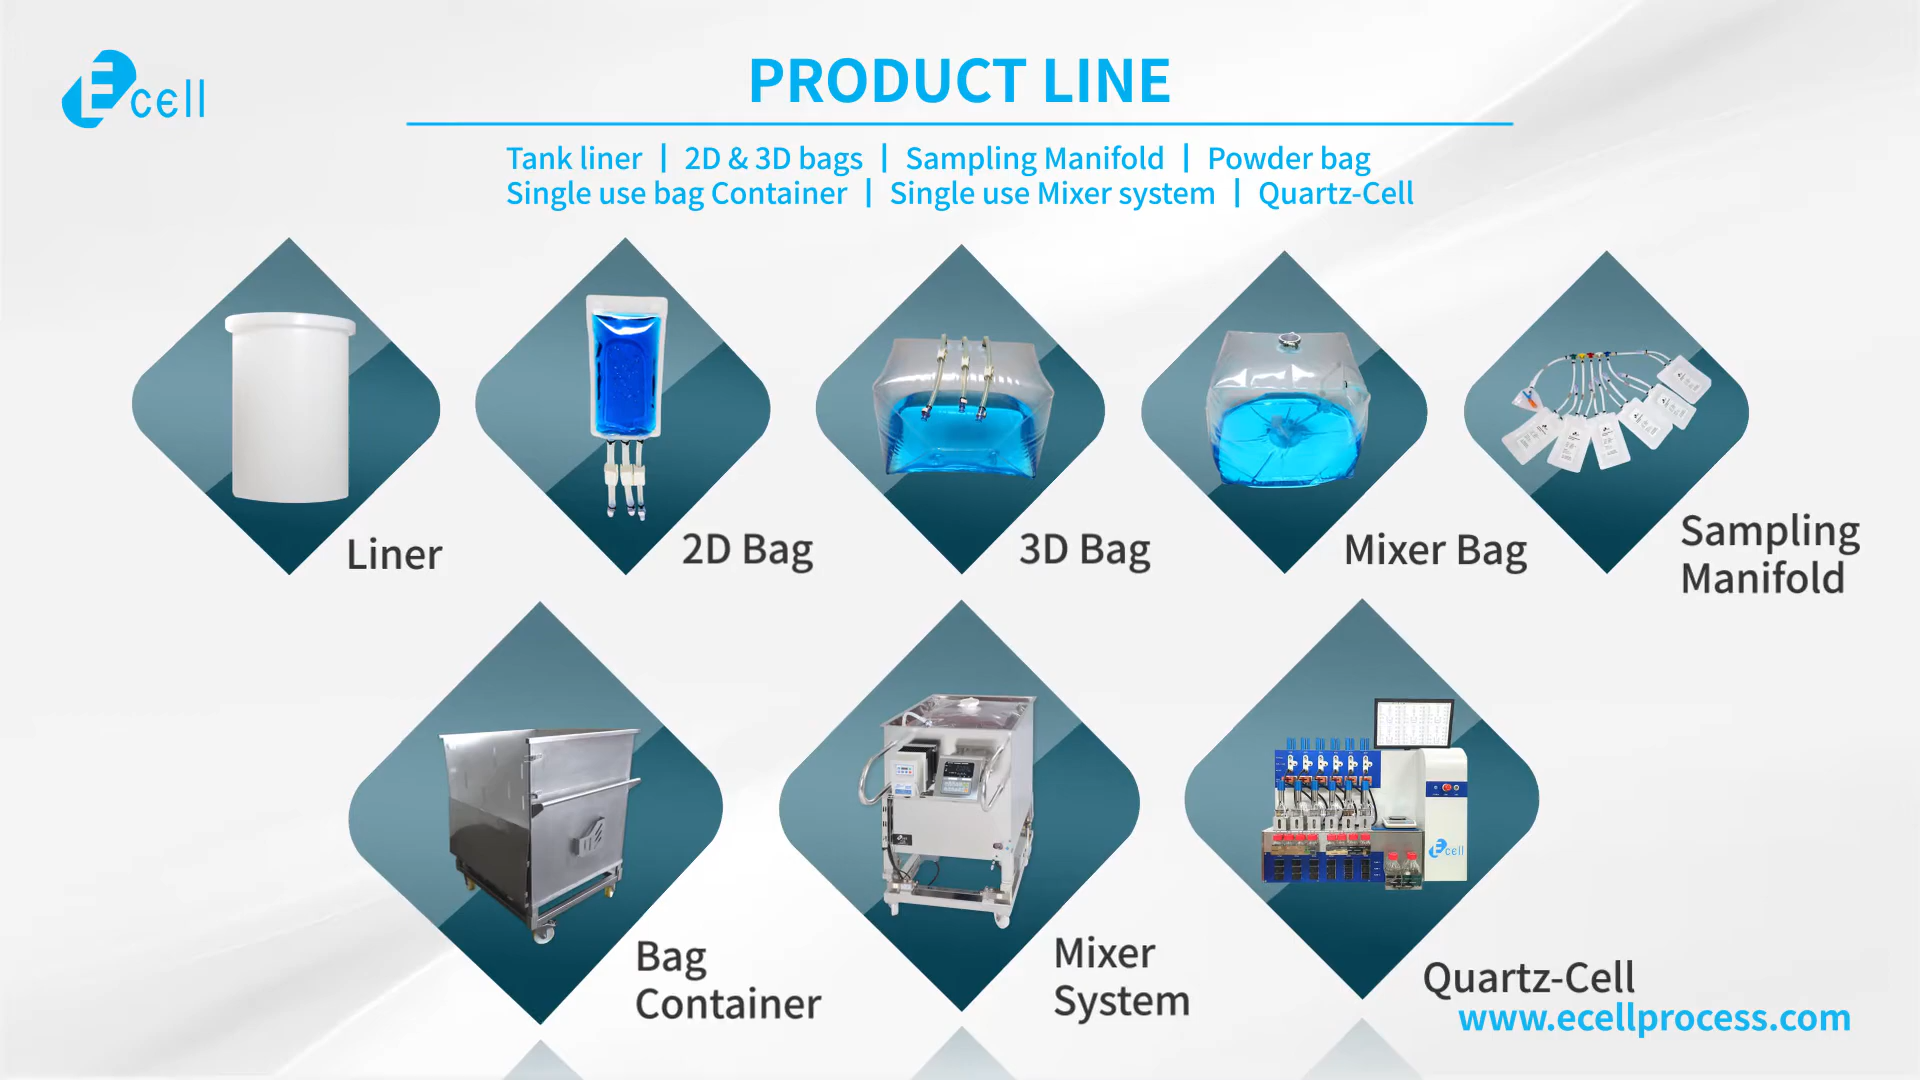 Ecell
PRODUCT LINE
Tank liner | 2D & 3D bags | Sampling Manifold | Powder bag
Single use bag Container | Single use Mixer system | Quartz-Cell
Liner
2D Bag
3D Bag
Mixer Bag
Sampling
Manifold
Ecell
Bag
Container
Mixer
System
Quartz-Cell
www.ecellprocess.com